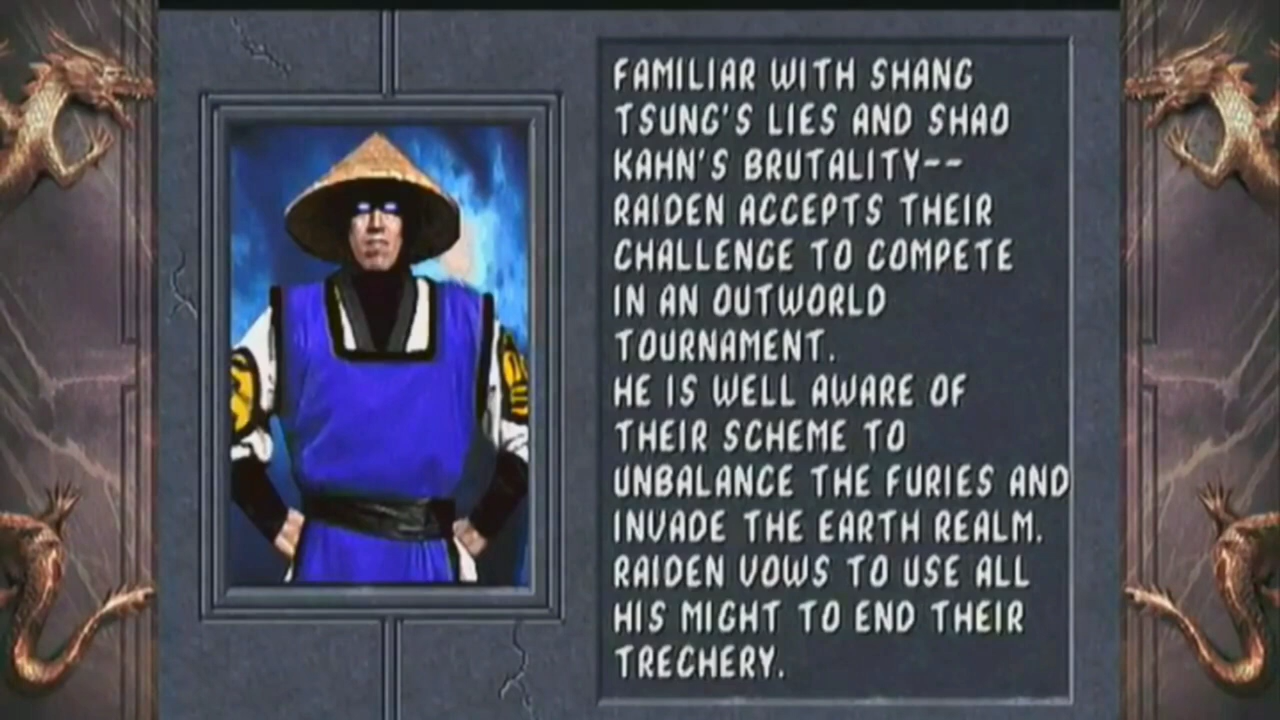 FAMILIAR WITH SHANG
TSUNG'S LIES AND SHAO
KAHN'S BRUTALITY--
RAIDEN ACCEPTS THEIR
CHALLENGE TO COMPETE
IN AN OUTWORLD
TOURNAMENT.
HE IS WELL AWARE OF
THEIR SCHEME TO
UNBALANCE THE FURIES AND
INVADE THE EARTH REALM.
RAIDEN VOWS TO USE ALL
HIS MIGHT TO END THEIR
TRECHERY.